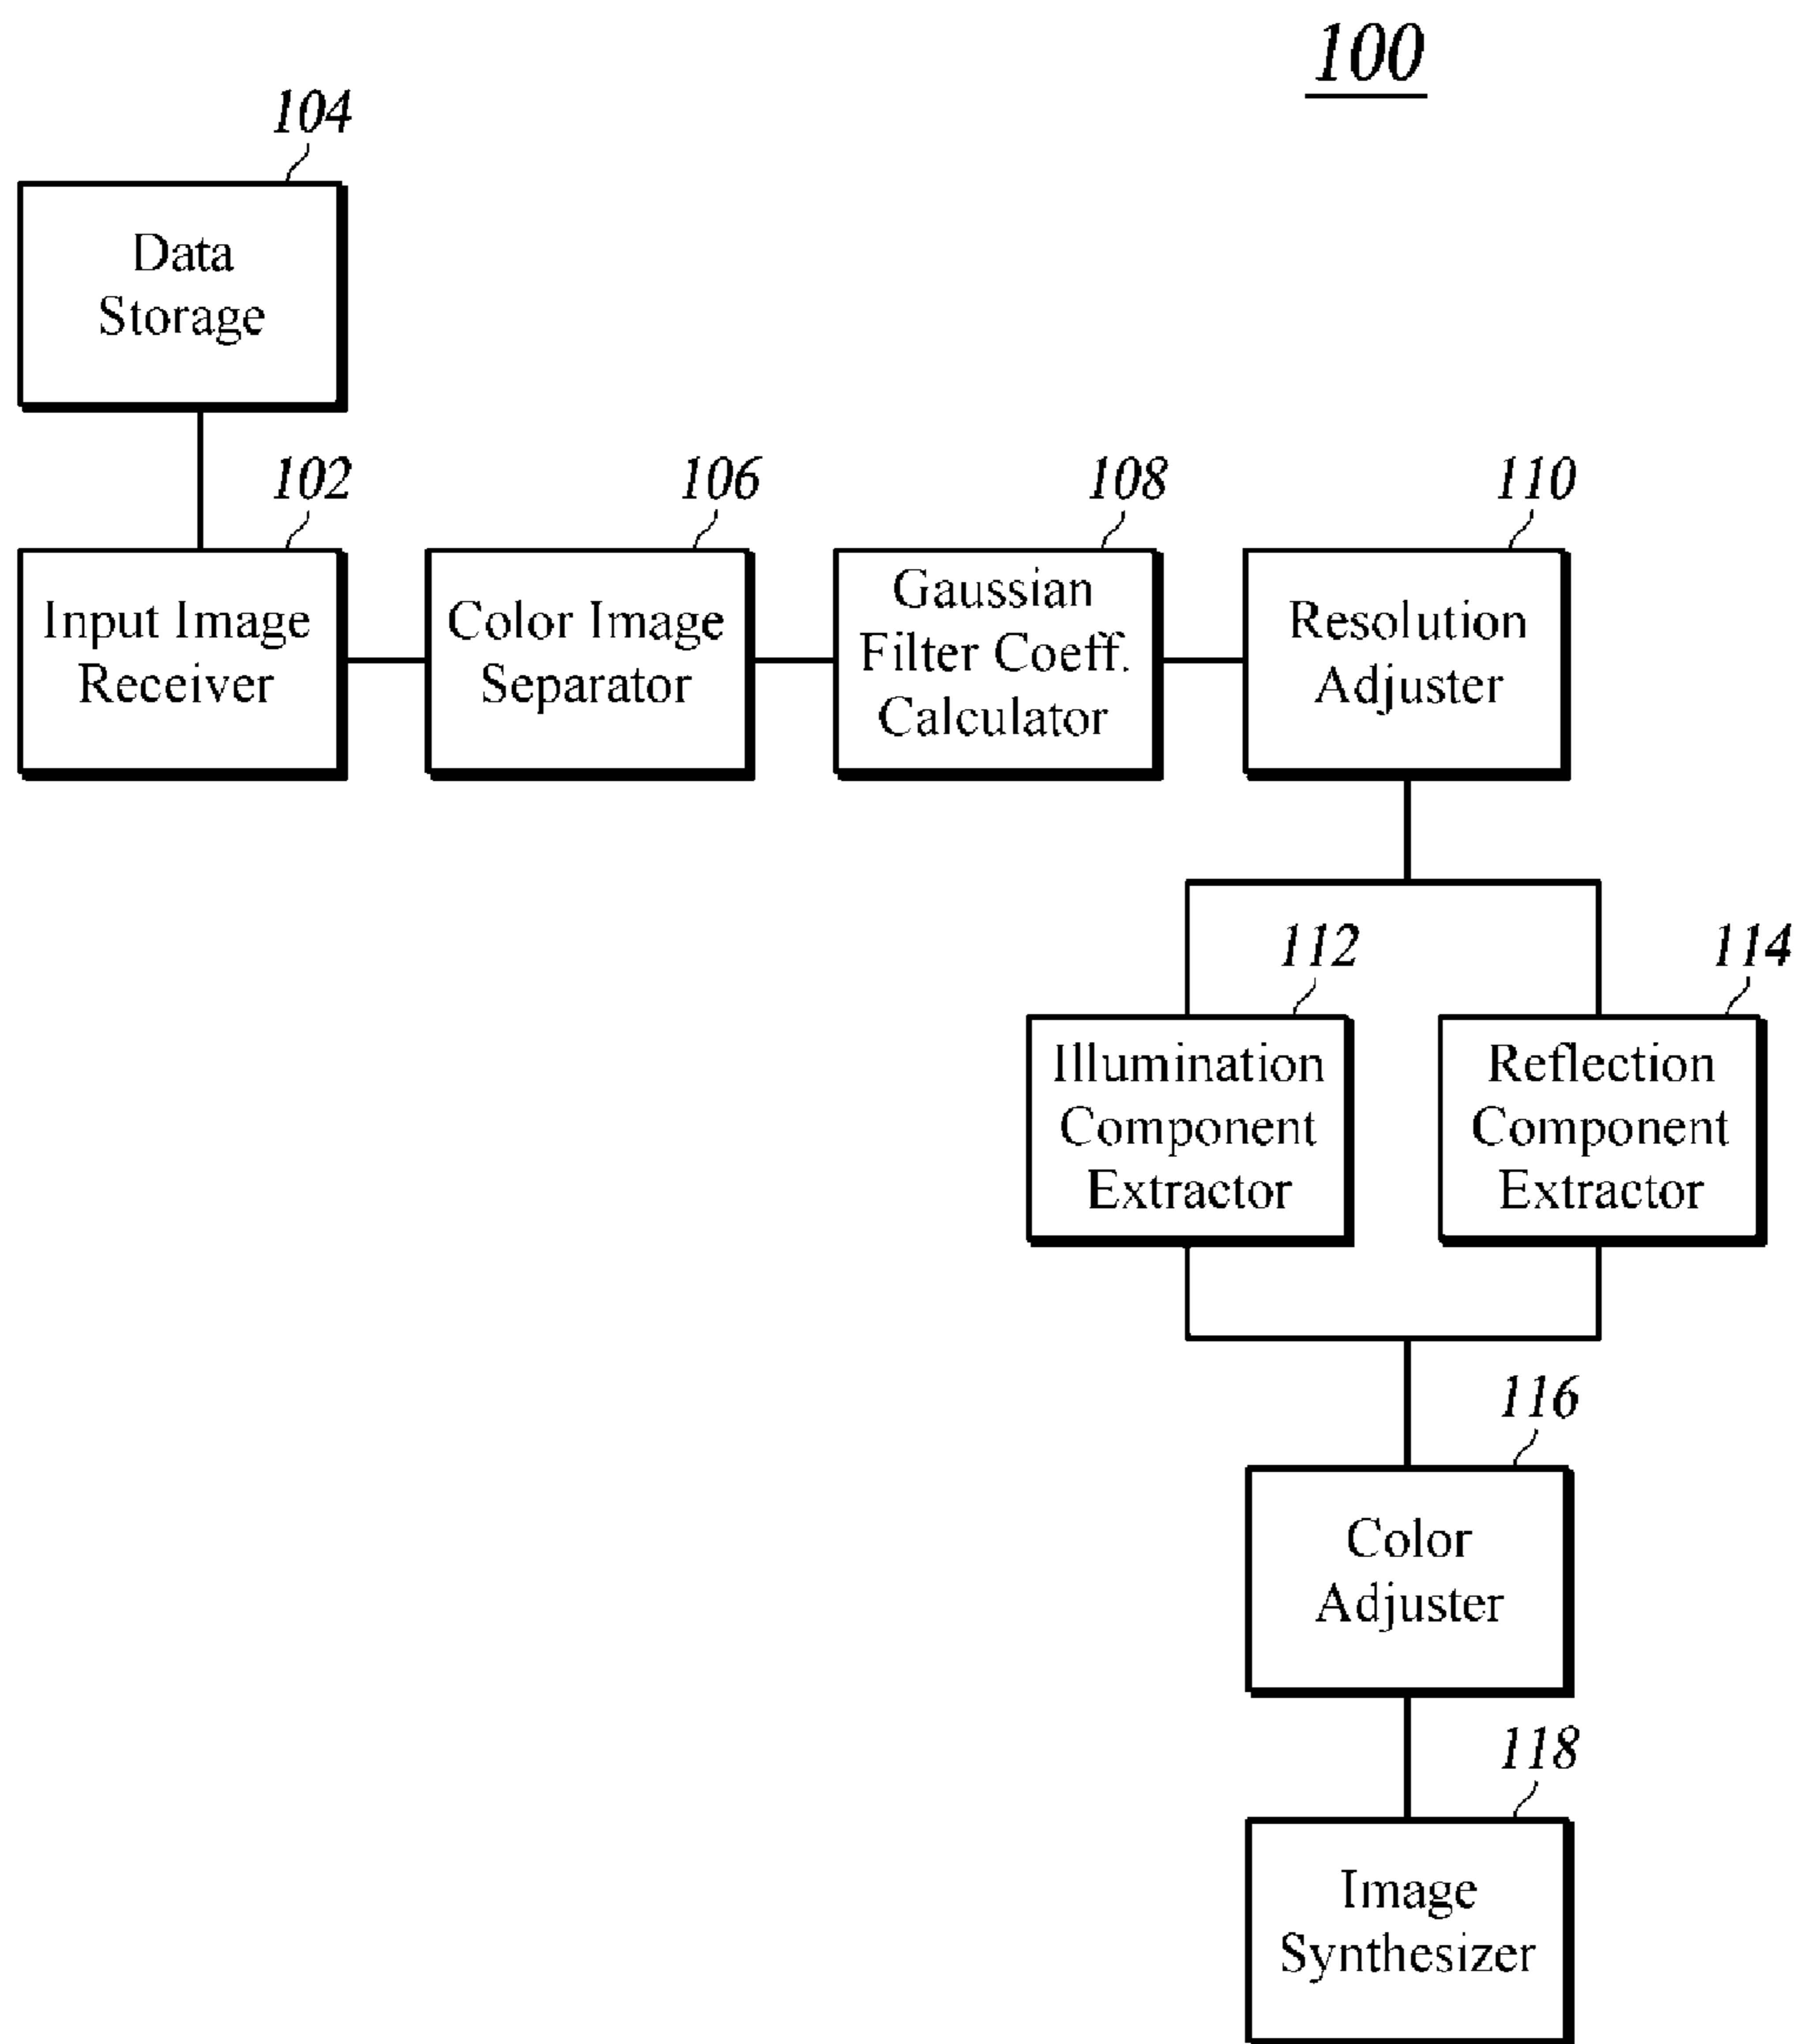 100
104
Data
Storage
102
Input Image
Receiver
106
Color Image
Separator
108
Gaussian
Filter Coeff.
Calculator
110
Resolution
Adjuster
112
Illumination
Component
Extractor
114
Reflection
Component
Extractor
116
Color
Adjuster
118
Image
Synthesizer